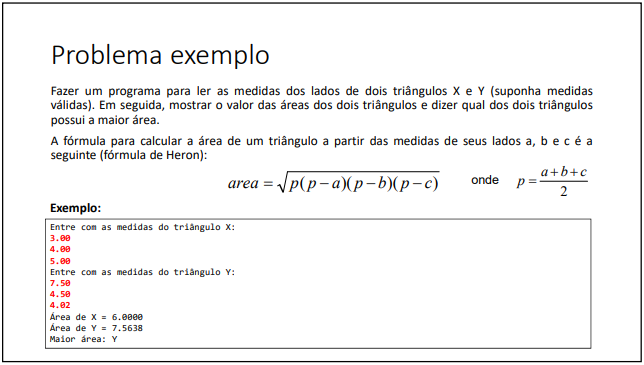 Problema exemplo
Fazer um programa para ler as medidas dos lados de dois triângulos X e Y (suponha medidas
válidas). Em seguida, mostrar o valor das áreas dos dois triângulos e dizer qual dos dois triângulos
possui a maior área.
A fórmula para calcular a área de um triângulo a partir das medidas de seus lados a, b e c é a
seguinte (fórmula de Heron):
area = √p(p − a)(p − b)(p − c) onde p = a + b + c / 2
Exemplo:
Entre com as medidas do triângulo X:
3.00
4.00
5.00
Entre com as medidas do triângulo Y:
7.50
4.50
4.02
Área de X = 6.0000
Área de Y = 7.5638
Maior área: Y